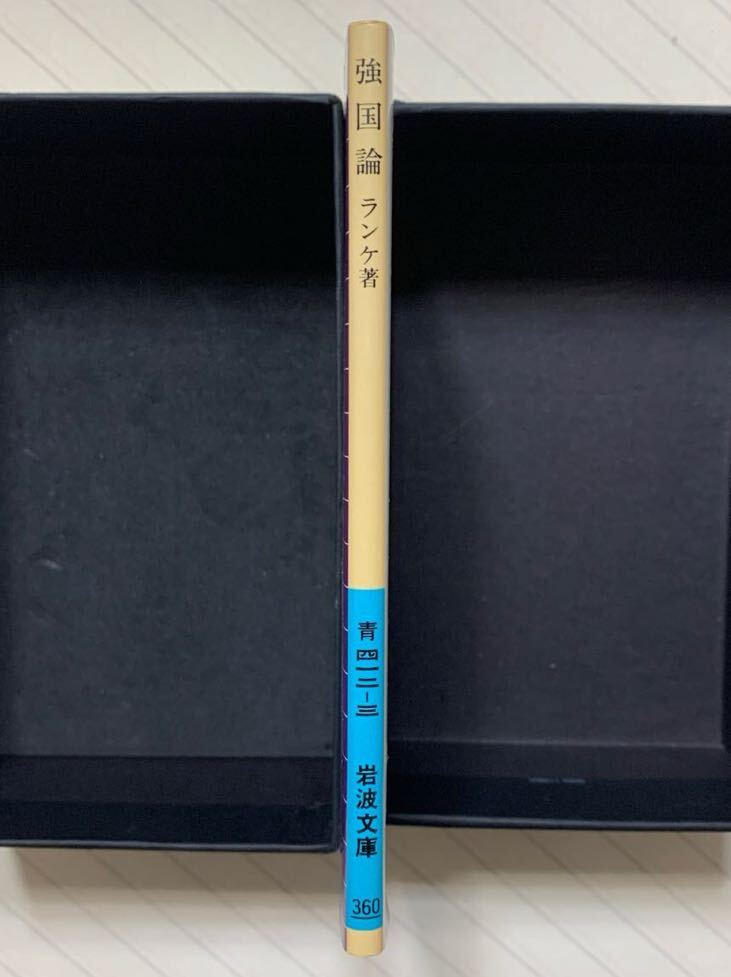 強国論 ランケ著
青四一二-三
岩波文庫
360